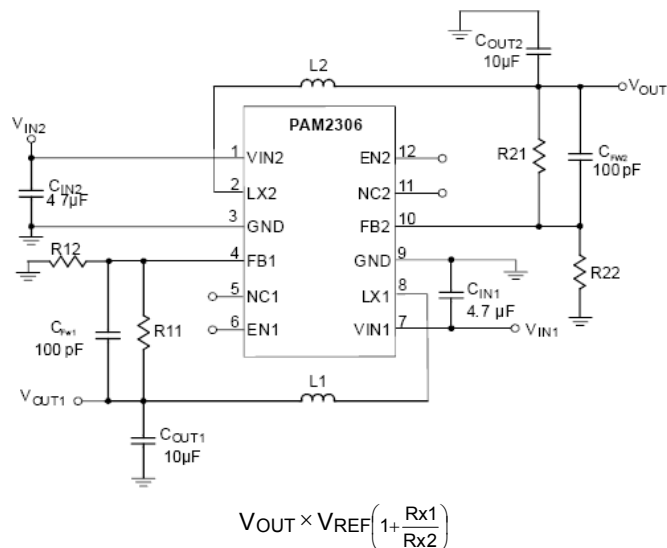 COUT2
10µF
L2
VOUT
VIN2
PAM2306
1 VIN2
EN2 12
R21
CFW2
100 pF
CIN2
4 7µF
2 LX2
NC2 11
3 GND
FB2 10
R12
4 FB1
GND 9
R22
5 NC1
LX1 8
CIN1
4.7 µF
CFW1
100 pF
R11
6 EN1
VIN1 7
VIN1
L1
VOUT1
COUT1
10µF
VOUT × VREF(1+Rx1/Rx2)